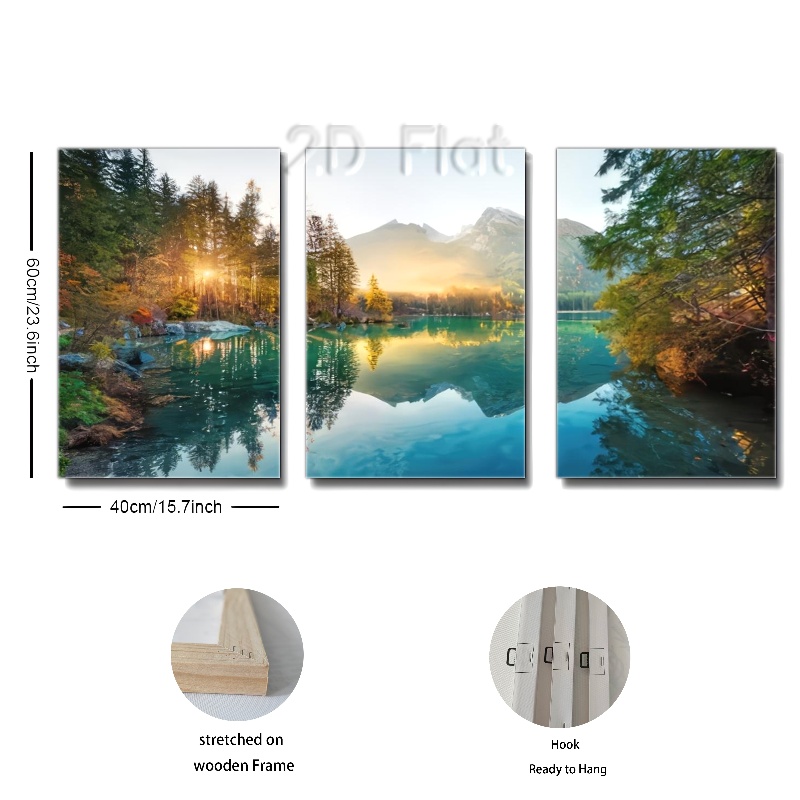 2D Flat
60cm/23.6inch
40cm/15.7inch
stretched on
wooden Frame
Hook
Ready to Hang